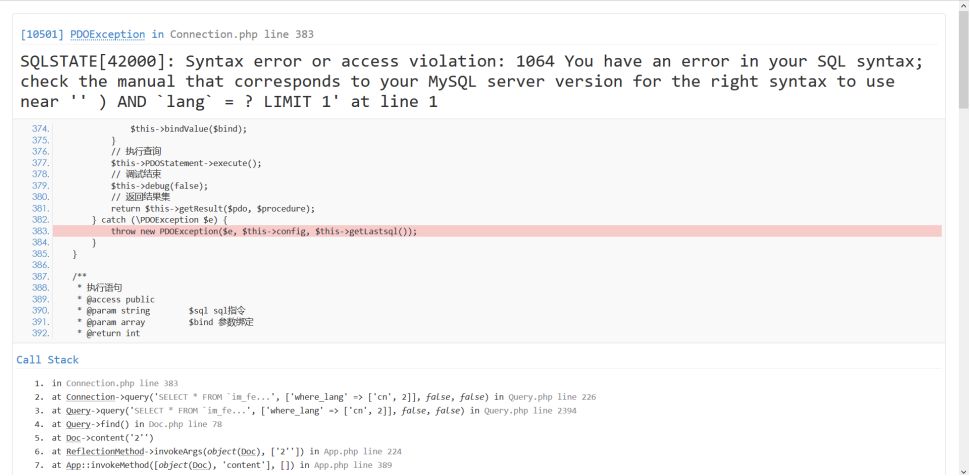 [10501] PDOException in Connection.php line 383
SQLSTATE[42000]: Syntax error or access violation: 1064 You have an error in your SQL syntax;
check the manual that corresponds to your MySQL server version for the right syntax to use
near '' ) AND `lang` = ? LIMIT 1' at line 1
374. $this->bindValue($bind);
375. }
376. // 执行查询
377. $this->PDOStatement->execute();
378. // 调试结束
379. $this->debug(false);
380. // 返回结果集
381. return $this->getResult($pdo, $procedure);
382. } catch (\PDOException $e) {
383. throw new PDOException($e, $this->config, $this->getLastsql());
384. }
385. }
386.
387. /**
388. * 执行语句
389. * @access public
390. * @param string $sql sql指令
391. * @param array $bind 参数绑定
392. * @return int
Call Stack
1. in Connection.php line 383
2. at Connection->query('SELECT * FROM `im_fe...', ['where_lang' => ['cn', 2]], false, false) in Query.php line 226
3. at Query->query('SELECT * FROM `im_fe...', ['where_lang' => ['cn', 2]], false, false) in Query.php line 2394
4. at Query->find() in Doc.php line 78
5. at Doc->content('2'')
6. at ReflectionMethod->invokeArgs(object(Doc), ['2'']) in App.php line 224
7. at App::invokeMethod([object(Doc), 'content'], []) in App.php line 389